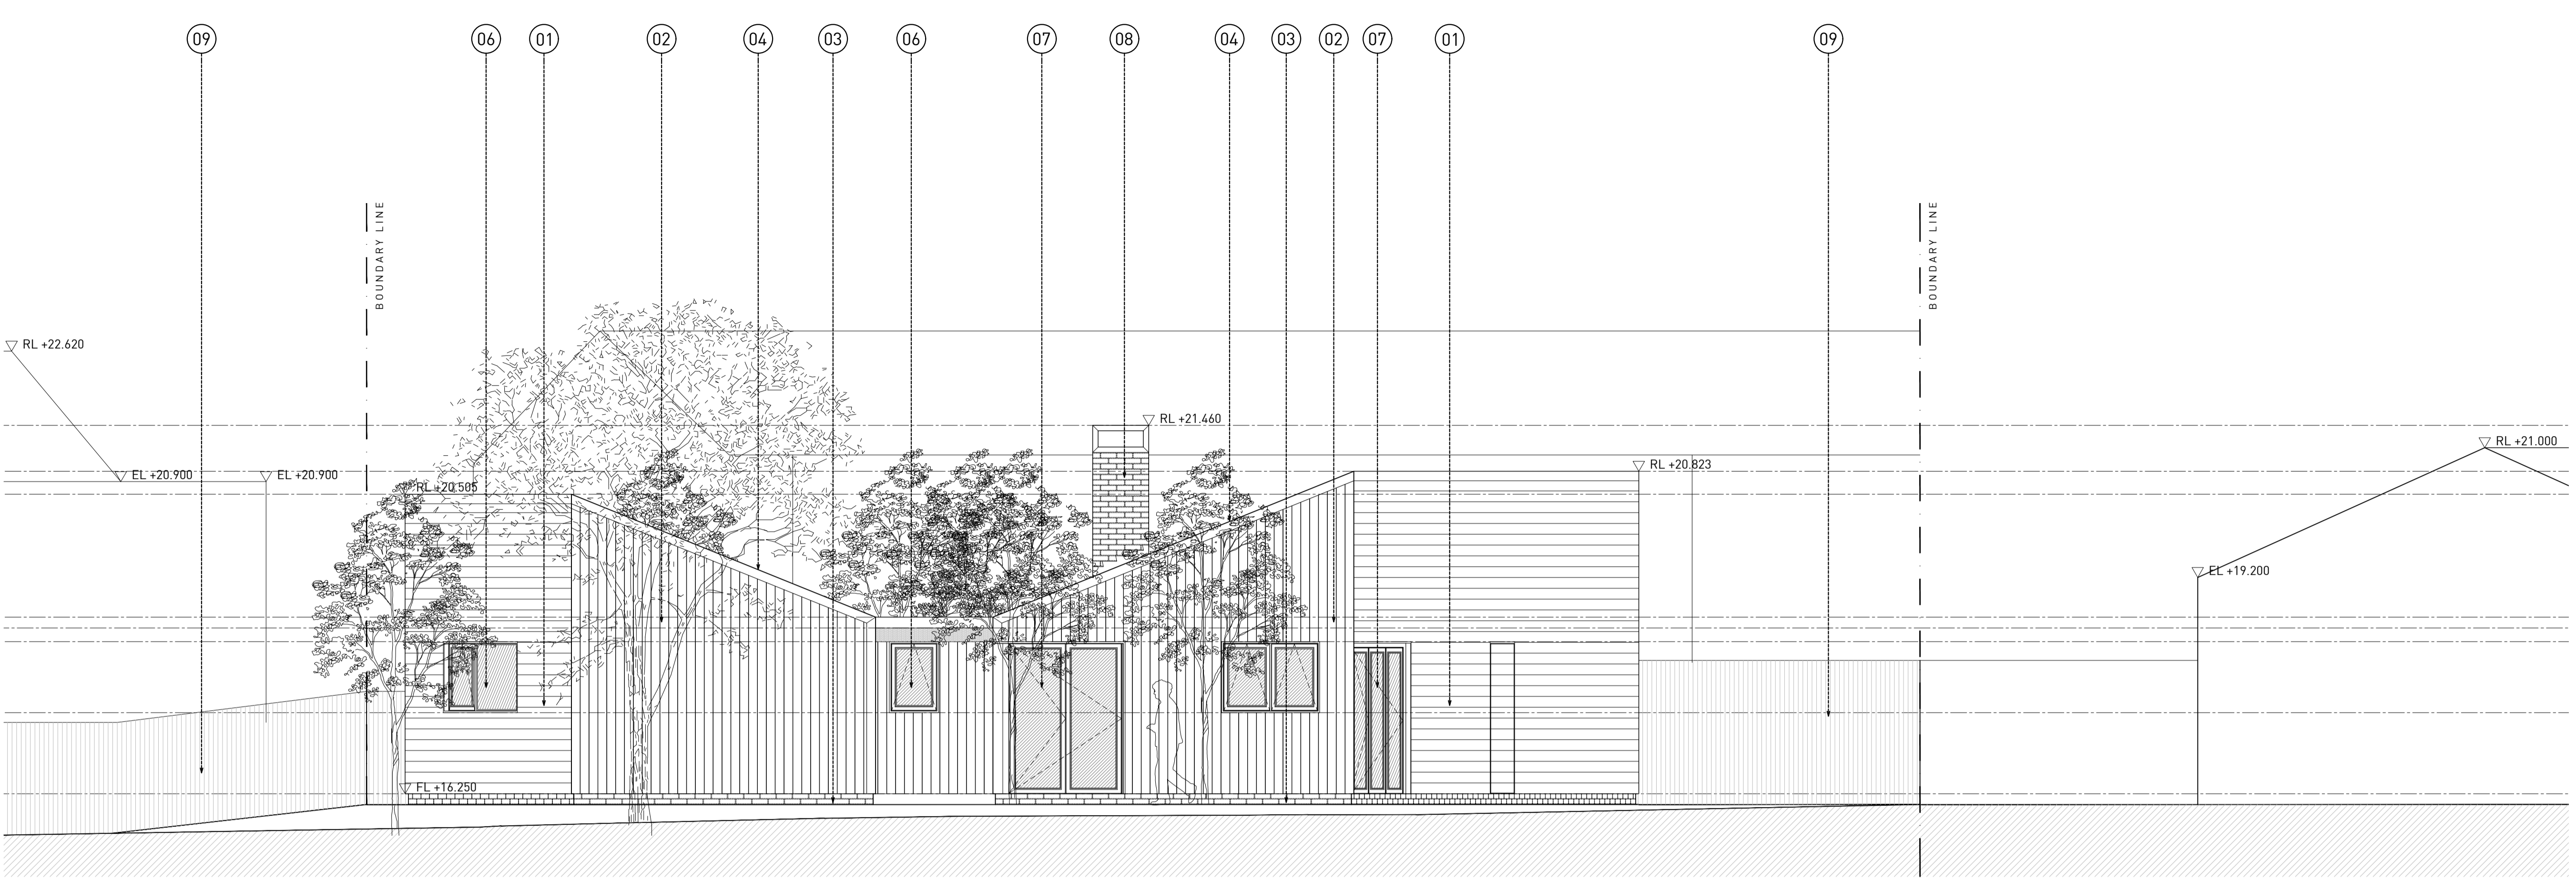 09
06
01
02
04
03
06
07
08
04
03
02
07
01
09
BOUNDARY LINE
BOUNDARY LINE
RL +22.620
RL +21.460
RL +21.000
RL +20.823
EL +20.900
EL +20.900
RL +20.505
EL +19.200
FL +16.250